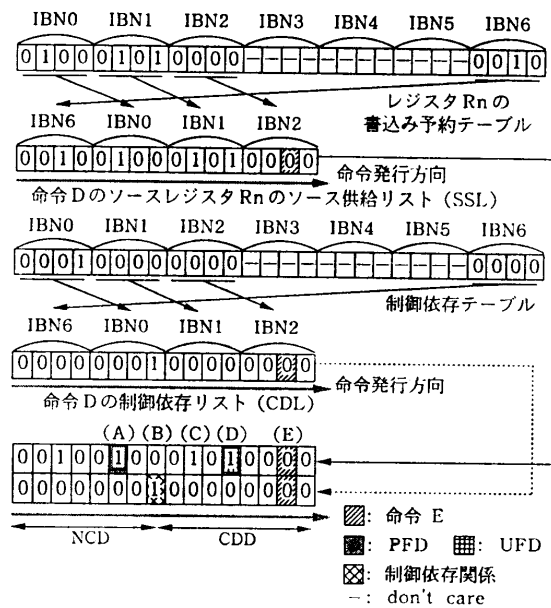 IBN0 IBN1 IBN2 IBN3 IBN4 IBN5 IBN6
0 1 0 0 0 1 0 1 0 0 0 0 − − − − − − − − − − − − 0 0 1 0
レジスタRnの
書込み予約テーブル
IBN6 IBN0 IBN1 IBN2
0 0 1 0 0 1 0 0 0 1 0 1 0 0 0 0
命令発行方向
命令DのソースレジスタRnのソース供給リスト(SSL)
IBN0 IBN1 IBN2 IBN3 IBN4 IBN5 IBN6
0 0 0 1 0 0 0 0 0 0 0 0 − − − − − − − − − − − − 0 0 0 0
制御依存テーブル
IBN6 IBN0 IBN1 IBN2
0 0 0 0 0 0 0 1 0 0 0 0 0 0 0 0
命令発行方向
命令Dの制御依存リスト(CDL)
(A) (B) (C) (D) (E)
0 0 1 0 0 1 0 0 0 1 0 1 0 0 0 0
0 0 0 0 0 0 0 1 0 0 0 0 0 0 0 0
NCD CDD
: 命令 E
: PFD : UFD
: 制御依存関係
−: don't care